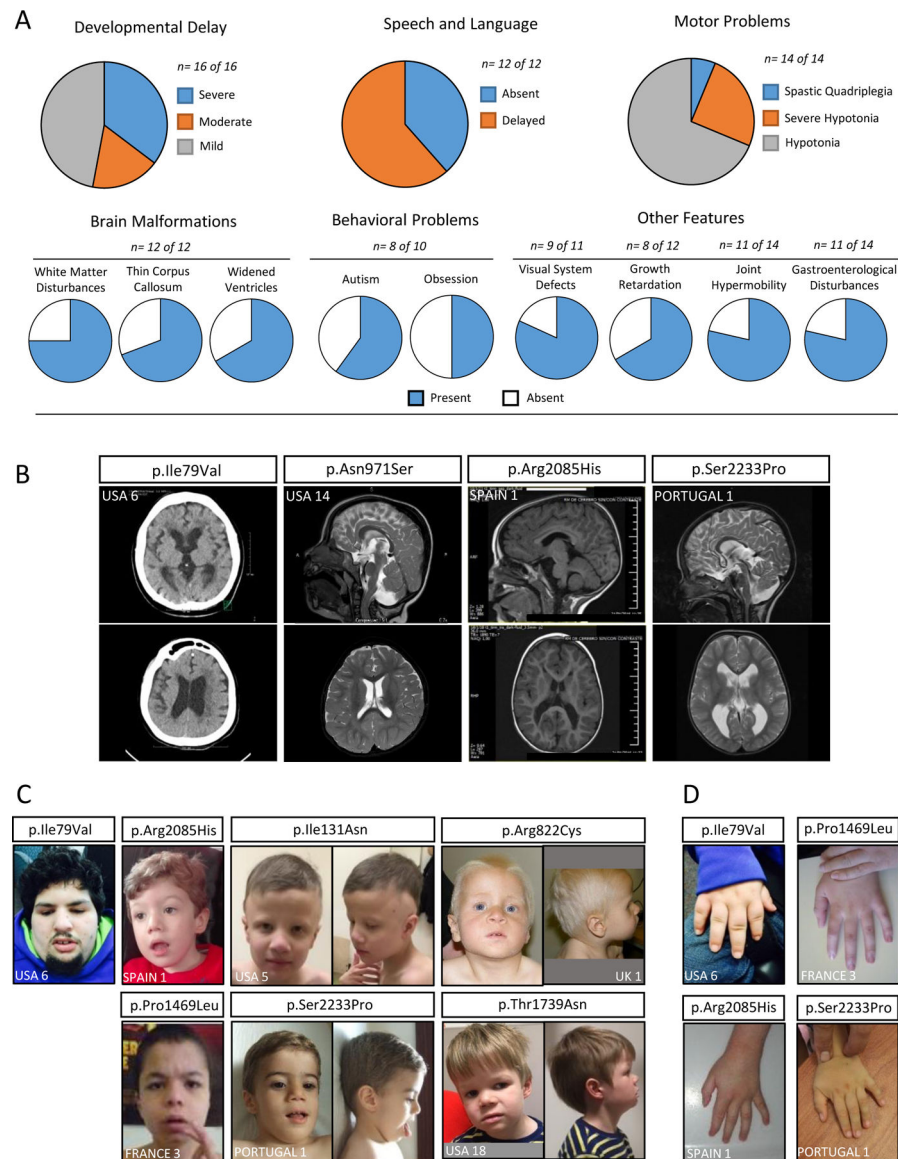 A
Developmental Delay
n= 16 of 16
Severe
Moderate
Mild
Speech and Language
n= 12 of 12
Absent
Delayed
Motor Problems
n= 14 of 14
Spastic Quadriplegia
Severe Hypotonia
Hypotonia
Brain Malformations
n= 12 of 12
White Matter
Disturbances
Thin Corpus
Callosum
Widened
Ventricles
Behavioral Problems
n= 8 of 10
Autism
Obsession
Other Features
n= 9 of 11
Visual System
Defects
n= 8 of 12
Growth
Retardation
n= 11 of 14
Joint
Hypermobility
n= 11 of 14
Gastroenterological
Disturbances
Present
Absent
B
p.Ile79Val
USA 6
p.Asn971Ser
USA 14
p.Arg2085His
SPAIN 1
p.Ser2233Pro
PORTUGAL 1
C
p.Ile79Val
USA 6
p.Arg2085His
SPAIN 1
p.Ile131Asn
USA 5
p.Arg822Cys
UK 1
p.Pro1469Leu
FRANCE 3
p.Ser2233Pro
PORTUGAL 1
p.Thr1739Asn
USA 18
D
p.Ile79Val
USA 6
p.Pro1469Leu
FRANCE 3
p.Arg2085His
SPAIN 1
p.Ser2233Pro
PORTUGAL 1